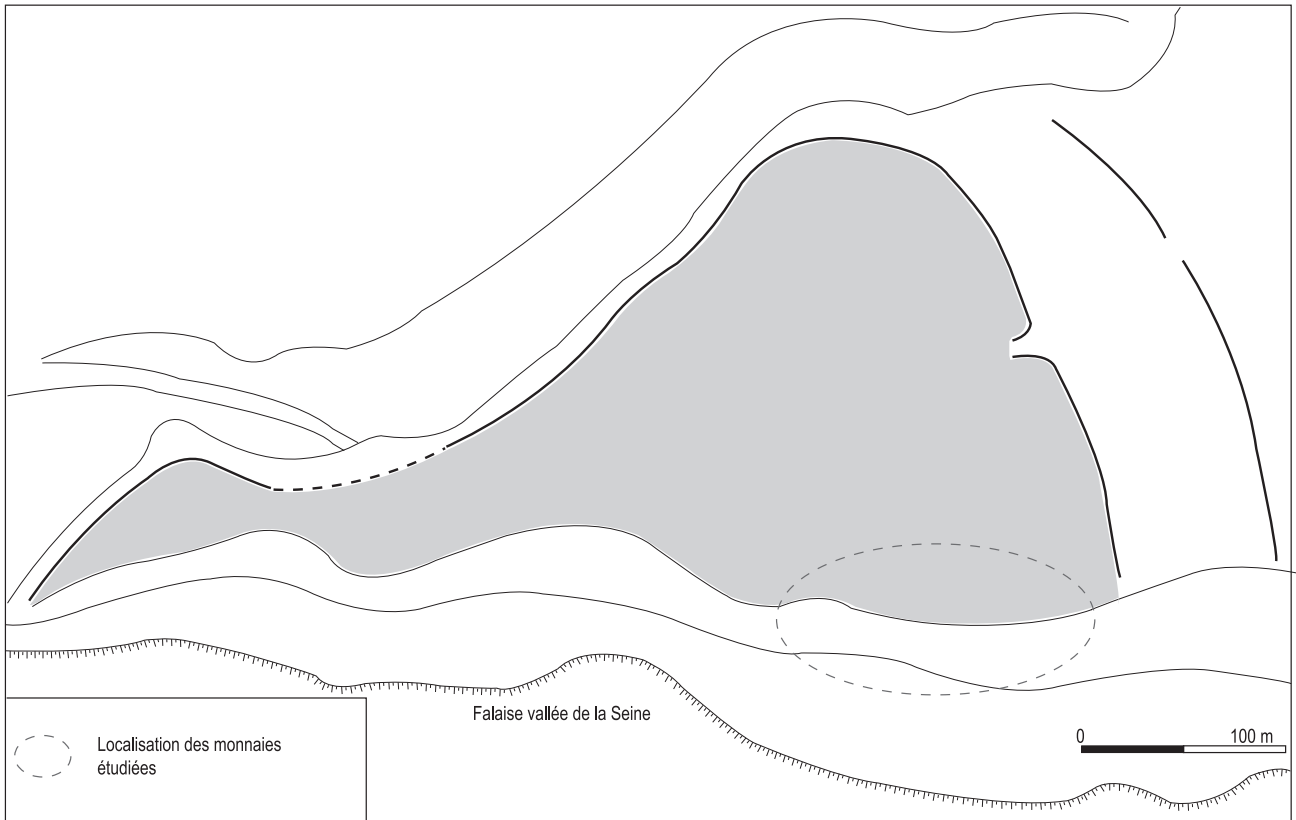 Falaise vallée de la Seine
0 100 m
Localisation des monnaies
étudiées